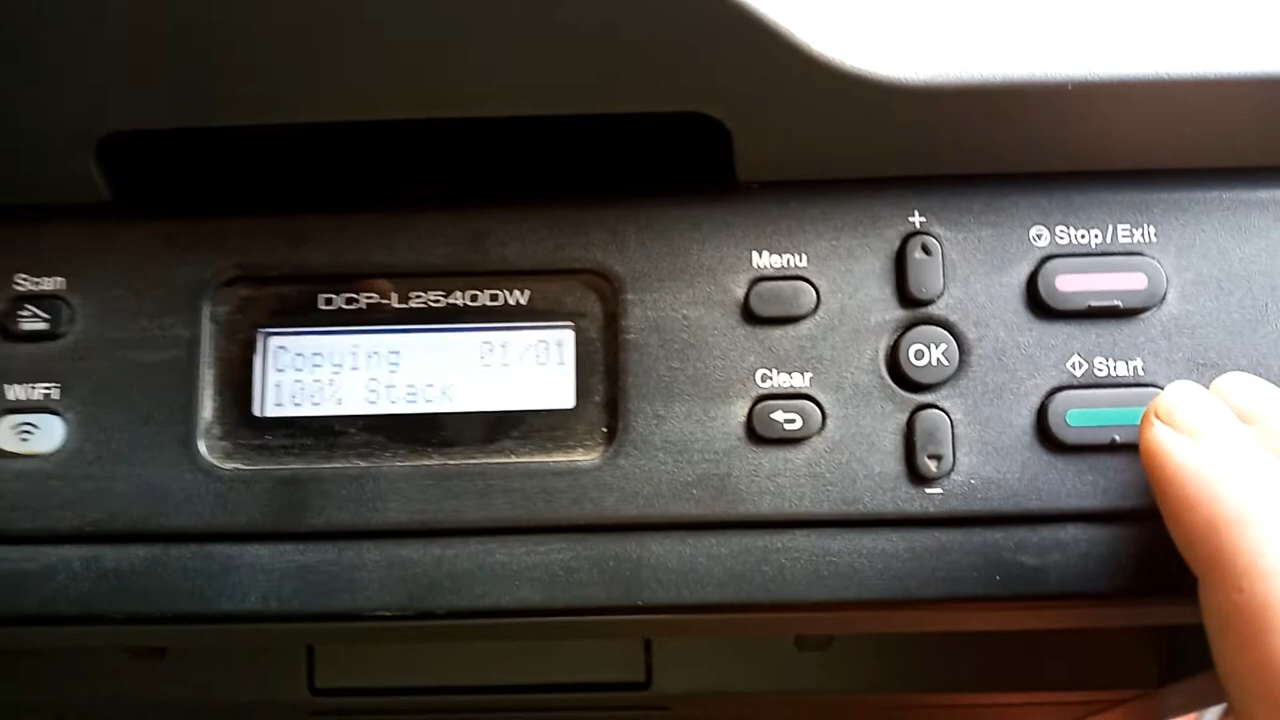 Scan
WiFi
DCP-L2540DW
Copying 01/01
100% Stack
Menu
Clear
+
OK
–
Stop / Exit
Start